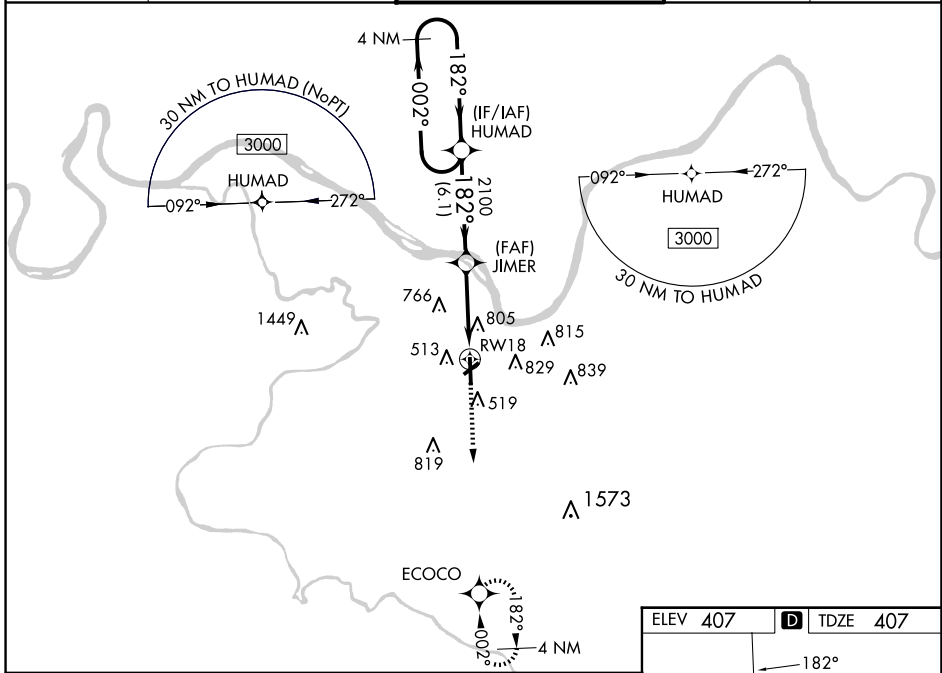 4 NM
182°
002°
(IF/IAF)
HUMAD
30 NM TO HUMAD (NoPT)
3000
HUMAD
092°
272°
2100
182°
(6.1)
092°
272°
HUMAD
3000
30 NM TO HUMAD
(FAF)
JIMER
766
1449
805
815
513
RW18
829
839
519
819
1573
ECOCO
182°
002°
4 NM
ELEV 407 D TDZE 407
182°